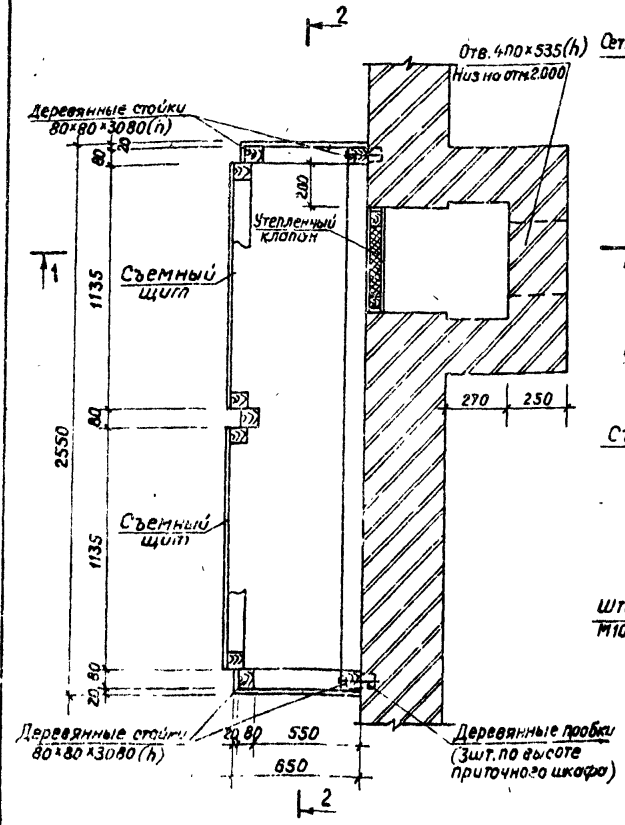 2
Отв. 400×535(h)
Низ на отм.2.000
Сет
Деревянные стойки
80×80×3080(h)
20
80
200
Утепленный
клапан
1
Съемный
щит
1135
270
250
80
2550
Съемный
щит
1135
80
20
Деревянные стойки
80×80×3080(h)
20
80
550
650
Деревянные пробки
(3шт. по высоте
приточного шкафа)
М10
2